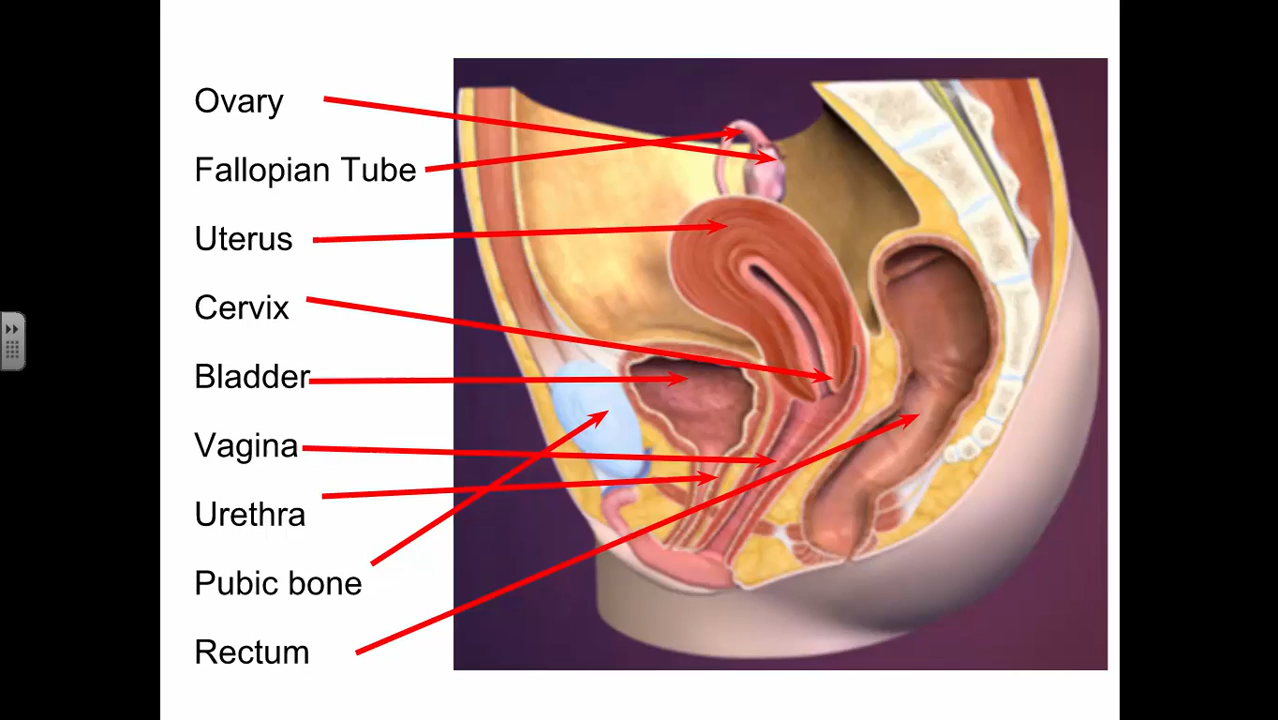 Ovary
Fallopian Tube
Uterus
Cervix
Bladder
Vagina
Urethra
Pubic bone
Rectum